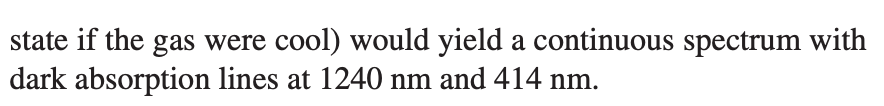 state if the gas were cool) would yield a continuous spectrum with
dark absorption lines at 1240 nm and 414 nm.